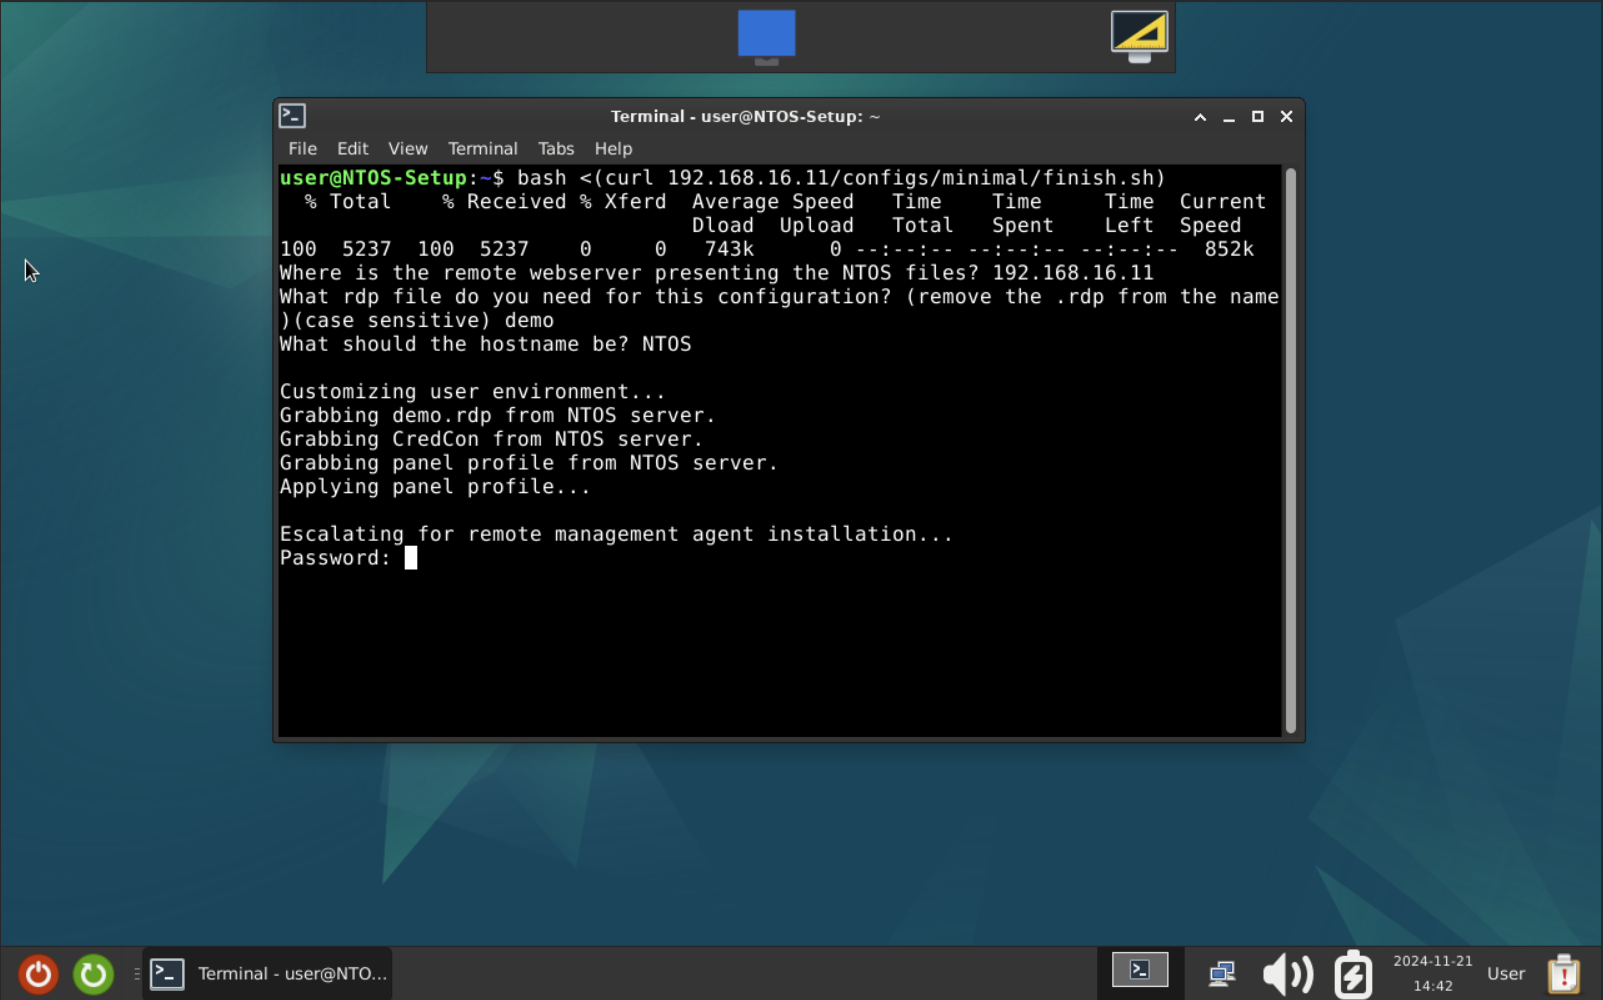 Terminal - user@NTOS-Setup: ~
File Edit View Terminal Tabs Help
user@NTOS-Setup:~$ bash <(curl 192.168.16.11/configs/minimal/finish.sh)
  % Total    % Received % Xferd  Average Speed   Time    Time     Time  Current
                                 Dload  Upload   Total   Spent    Left  Speed
100  5237  100  5237    0     0   743k      0 --:--:-- --:--:-- --:--:--  852k
Where is the remote webserver presenting the NTOS files? 192.168.16.11
What rdp file do you need for this configuration? (remove the .rdp from the name
)(case sensitive) demo
What should the hostname be? NTOS
Customizing user environment...
Grabbing demo.rdp from NTOS server.
Grabbing CredCon from NTOS server.
Grabbing panel profile from NTOS server.
Applying panel profile...
Escalating for remote management agent installation...
Password:
Terminal - user@NTO...
2024-11-21
14:42
User